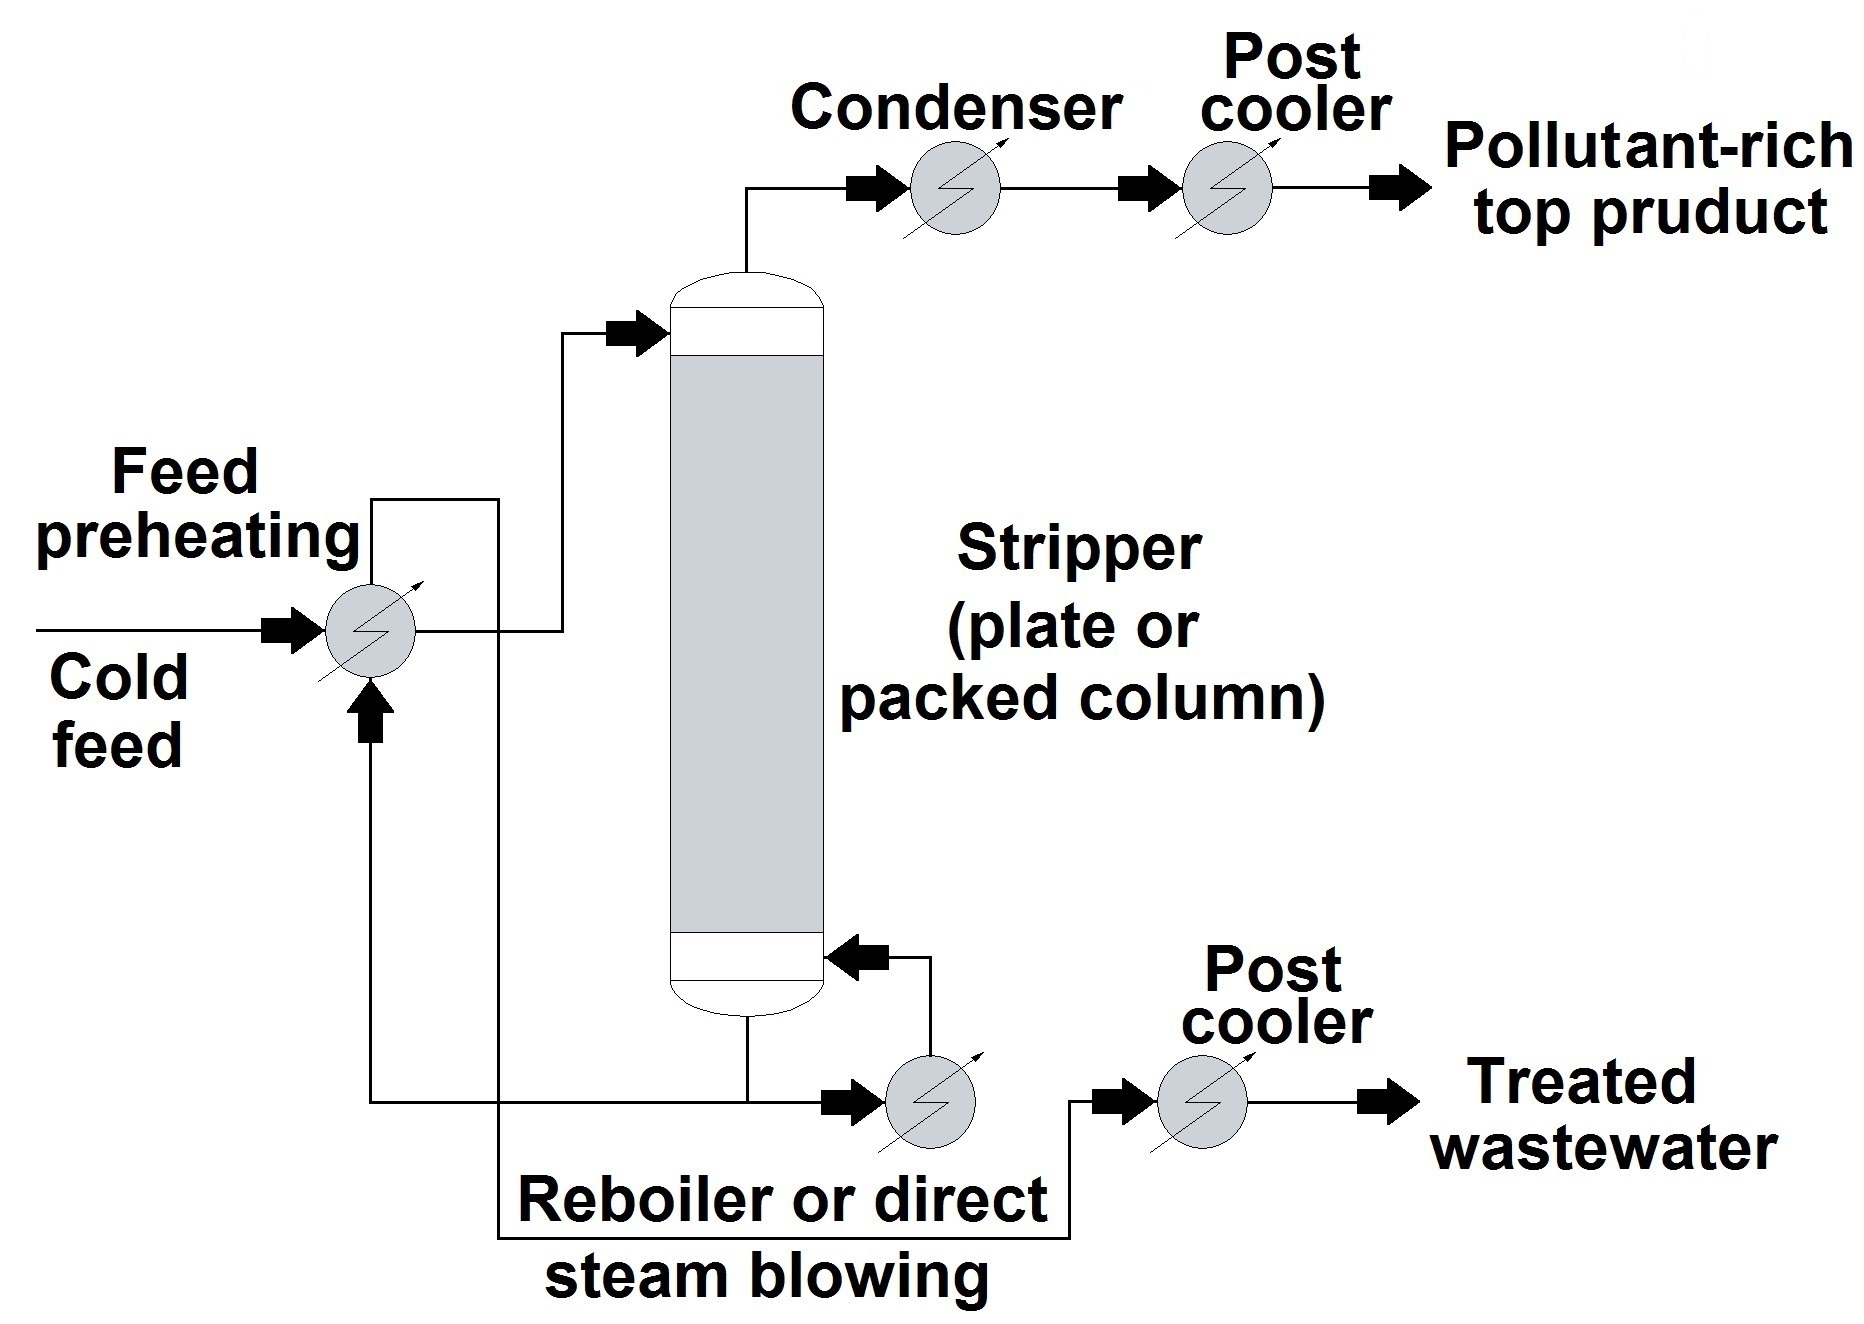 Post
cooler
Condenser
Pollutant-rich
top pruduct
Feed
preheating
Cold
feed
Stripper
(plate or
packed column)
Post
cooler
Treated
wastewater
Reboiler or direct
steam blowing